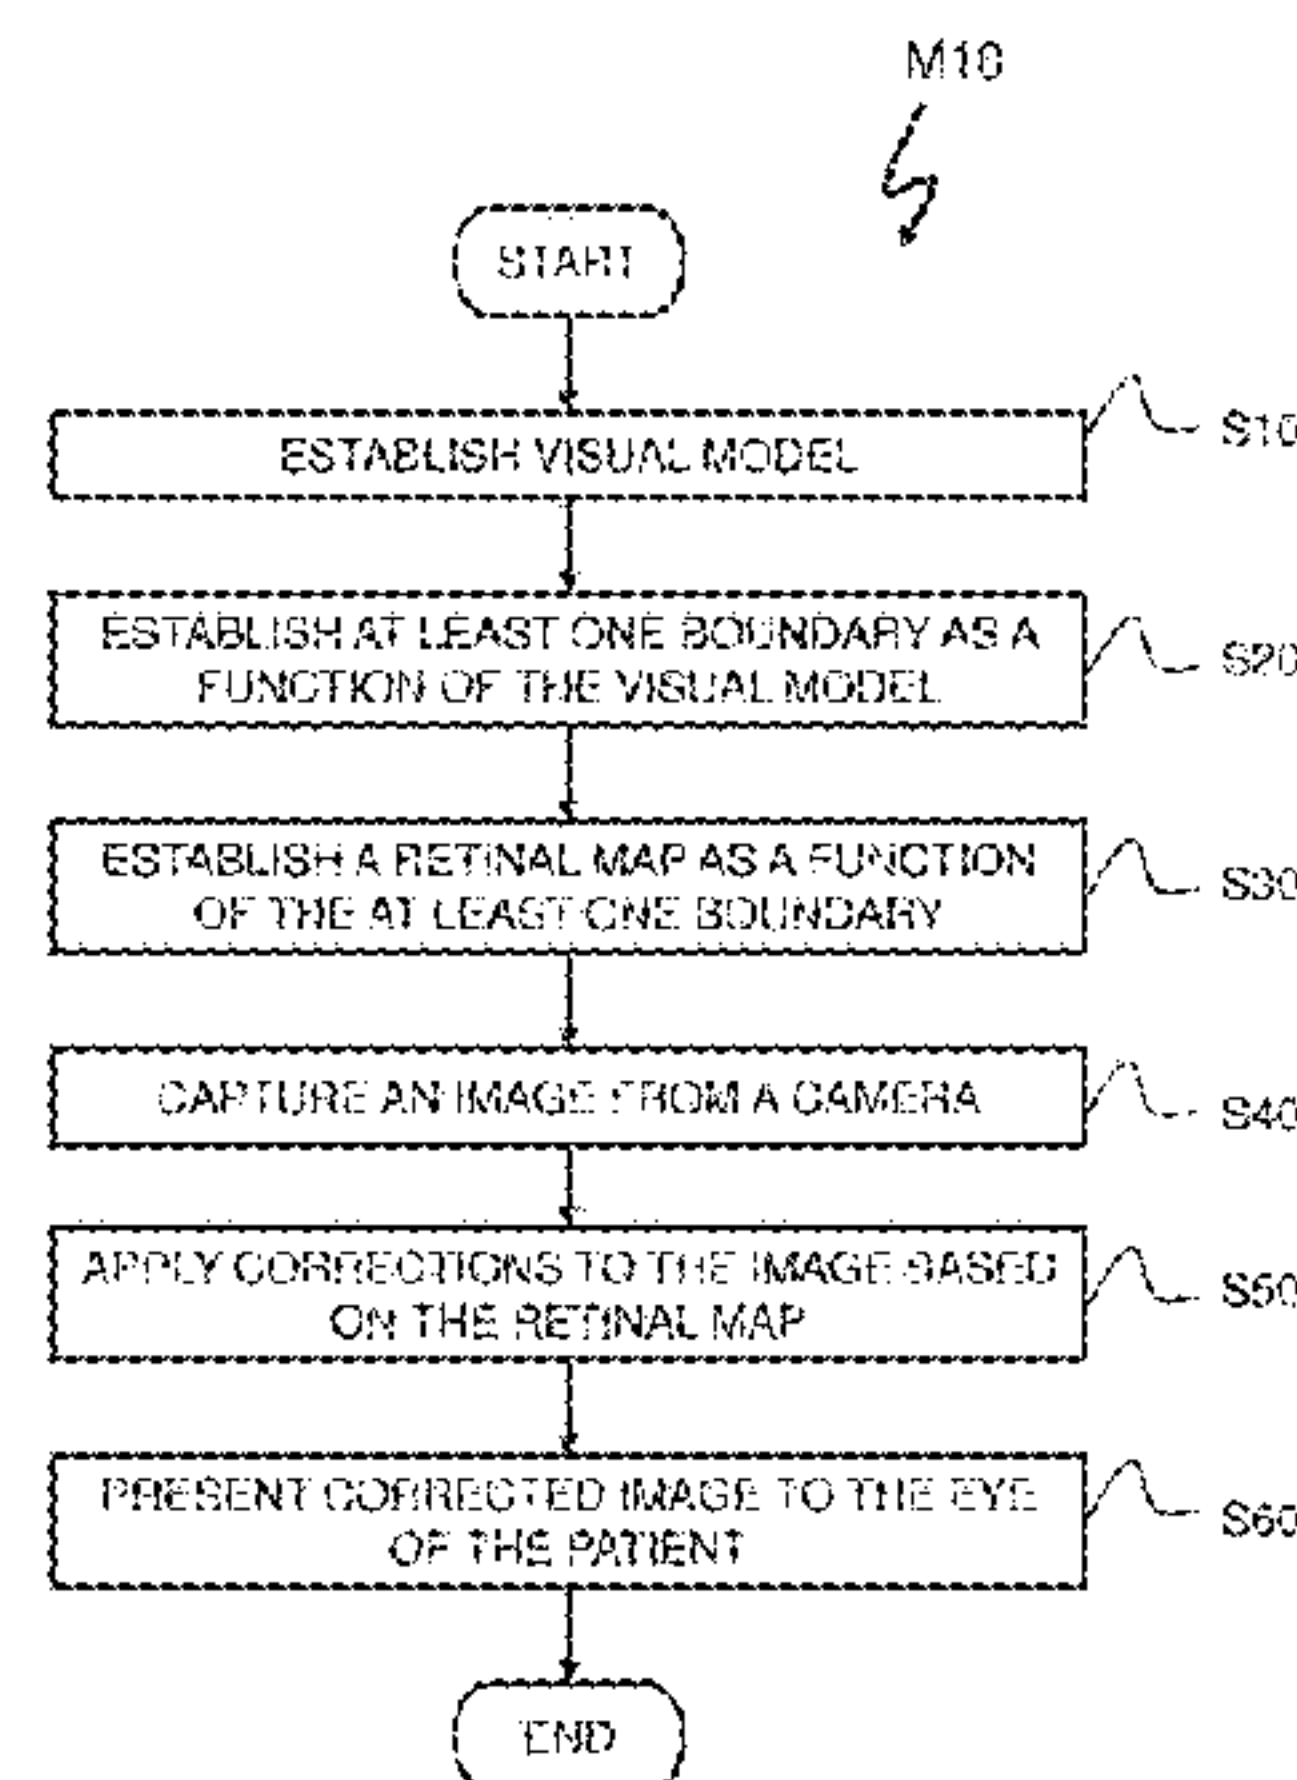 M10
START
ESTABLISH VISUAL MODEL
S10
ESTABLISH AT LEAST ONE BOUNDARY AS A
FUNCTION OF THE VISUAL MODEL
S20
ESTABLISH A RETINAL MAP AS A FUNCTION
OF THE AT LEAST ONE BOUNDARY
S30
CAPTURE AN IMAGE FROM A CAMERA
S40
APPLY CORRECTIONS TO THE IMAGE BASED
ON THE RETINAL MAP
S50
PRESENT CORRECTED IMAGE TO THE EYE
OF THE PATIENT
S60
END